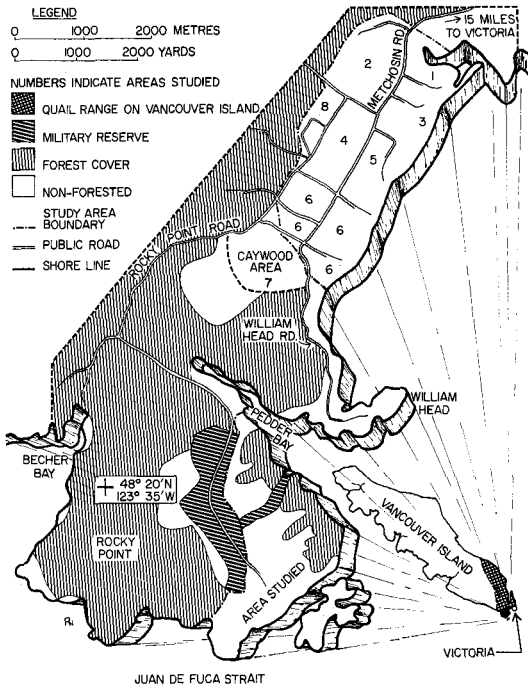 LEGEND
0 1000 2000 METRES
0 1000 2000 YARDS
NUMBERS INDICATE AREAS STUDIED
QUAIL RANGE ON VANCOUVER ISLAND
MILITARY RESERVE
FOREST COVER
NON-FORESTED
STUDY AREA
BOUNDARY
PUBLIC ROAD
SHORE LINE
→ 15 MILES
TO VICTORIA
METCHOSIN RD.
2
1
8
3
4
5
6
6
6
6
ROCKY POINT ROAD
CAYWOOD
AREA
7
WILLIAM
HEAD RD.
WILLIAM
HEAD
PEDDER
BAY
BECHER
BAY
48° 20'N
123° 35'W
VANCOUVER ISLAND
ROCKY
POINT
AREA STUDIED
VICTORIA
JUAN DE FUCA STRAIT